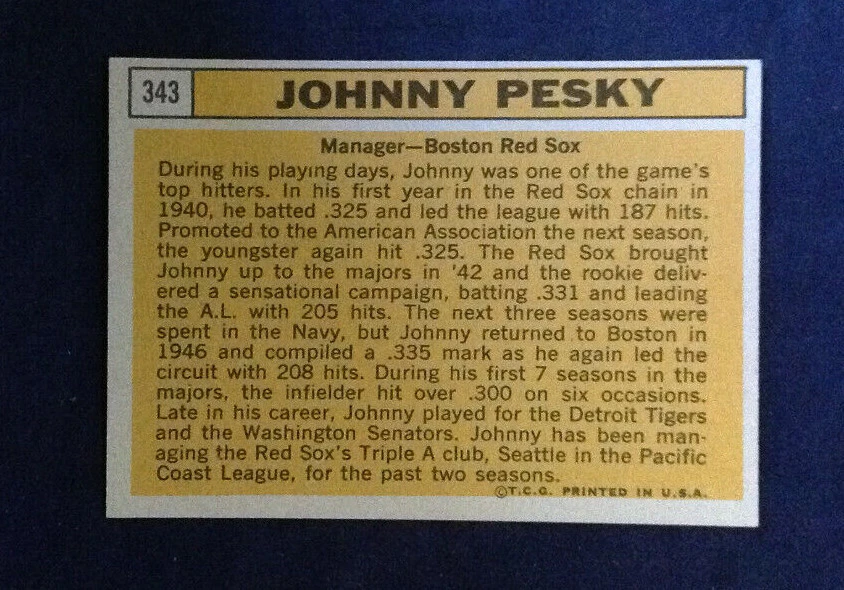 343 JOHNNY PESKY
Manager—Boston Red Sox
During his playing days, Johnny was one of the game's
top hitters. In his first year in the Red Sox chain in
1940, he batted .325 and led the league with 187 hits.
Promoted to the American Association the next season,
the youngster again hit .325. The Red Sox brought
Johnny up to the majors in '42 and the rookie deliv-
ered a sensational campaign, batting .331 and leading
the A.L. with 205 hits. The next three seasons were
spent in the Navy, but Johnny returned to Boston in
1946 and compiled a .335 mark as he again led the
circuit with 208 hits. During his first 7 seasons in the
majors, the infielder hit over .300 on six occasions.
Late in his career, Johnny played for the Detroit Tigers
and the Washington Senators. Johnny has been man-
aging the Red Sox's Triple A club, Seattle in the Pacific
Coast League, for the past two seasons.
©T.C.G. PRINTED IN U.S.A.